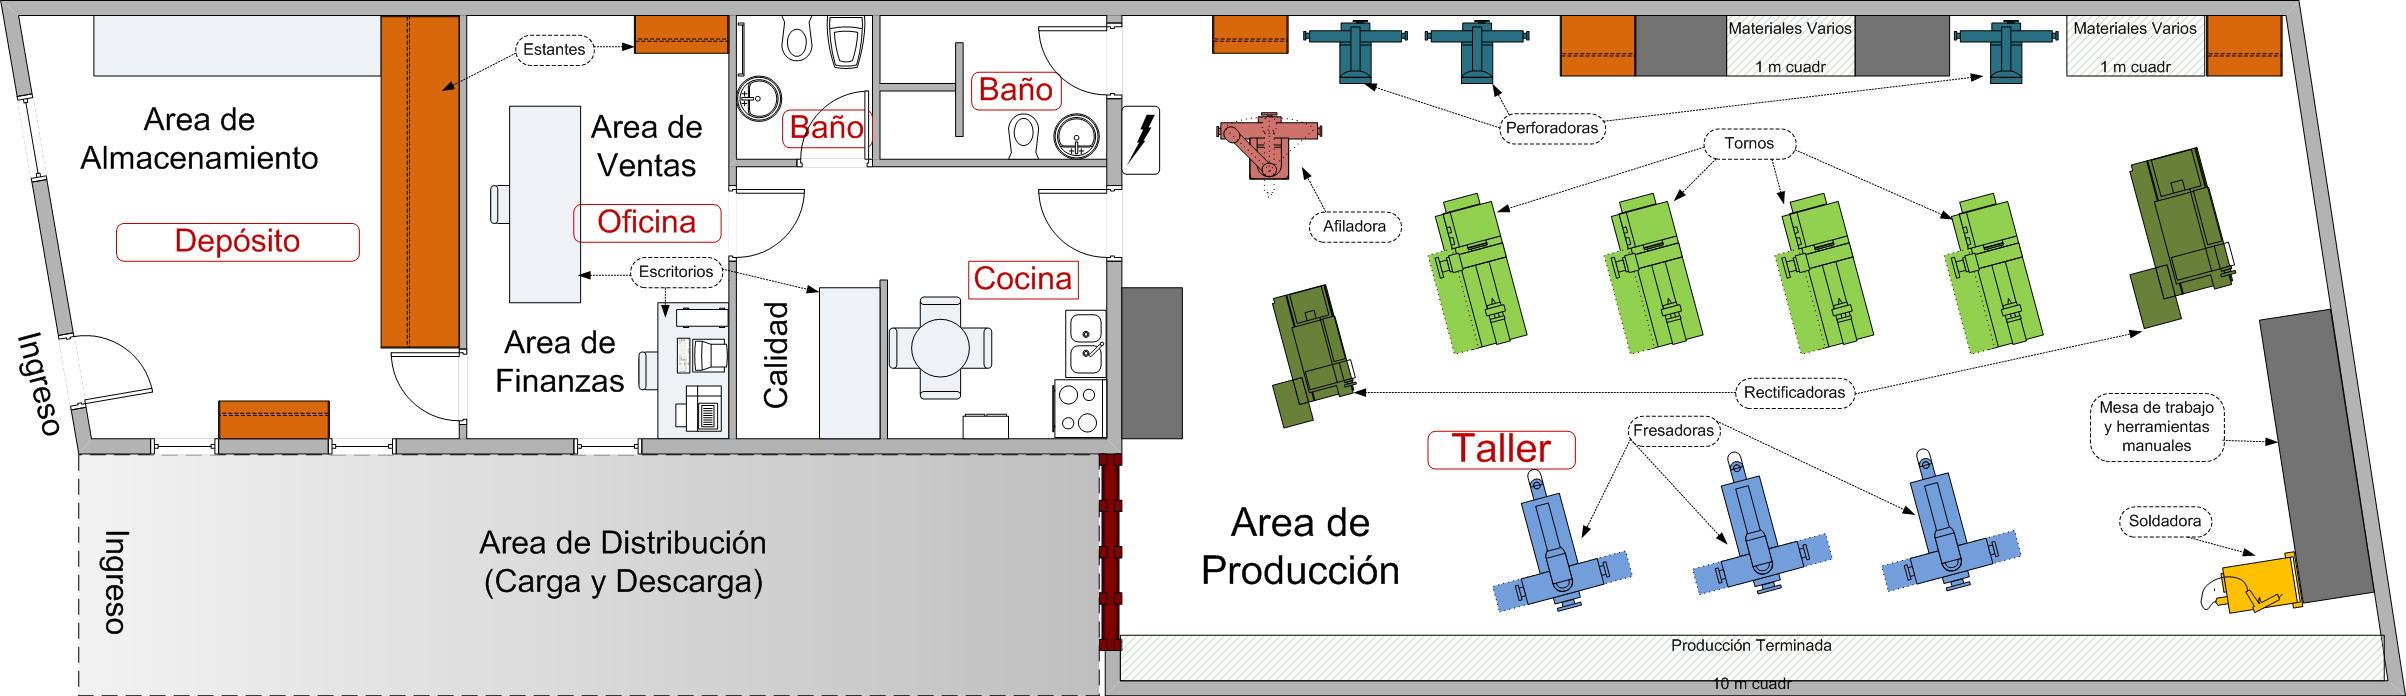 Estantes
Materiales Varios
1 m cuadr
Materiales Varios
1 m cuadr
Area de
Almacenamiento
Area de
Ventas
Baño
Baño
Perforadoras
Tornos
Depósito
Oficina
Afiladora
Escritorios
Cocina
Calidad
Ingreso
Area de
Finanzas
Rectificadoras
Mesa de trabajo
y herramientas
manuales
Fresadoras
Taller
Area de
Producción
Soldadora
Ingreso
Area de Distribución
(Carga y Descarga)
Producción Terminada
10 m cuadr